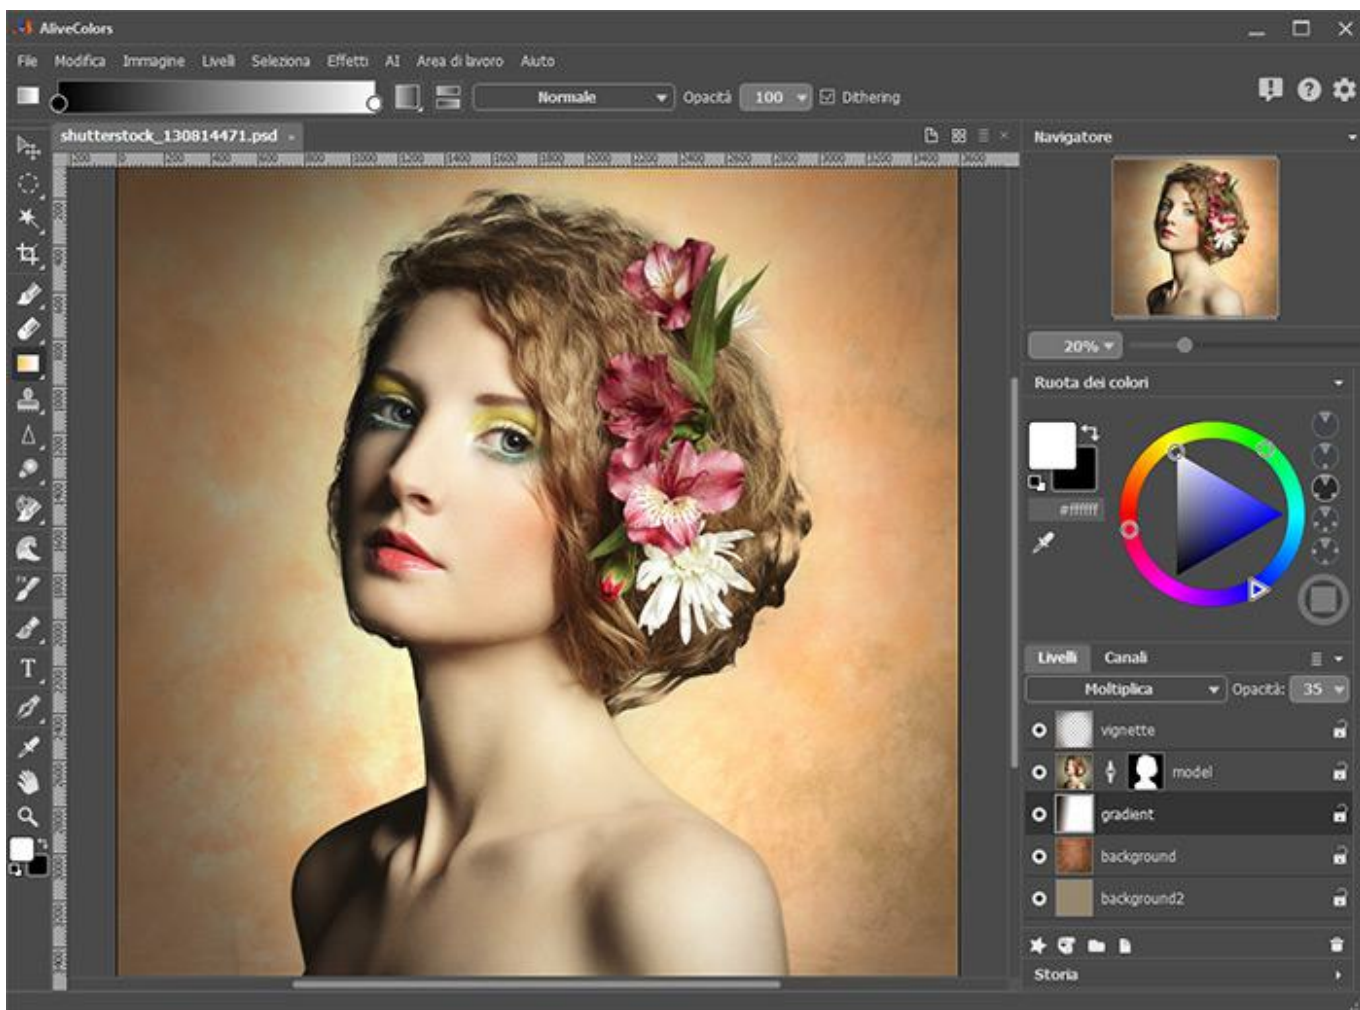 AliveColors
File Modifica Immagine Livelli Seleziona Effetti AI Area di lavoro Aiuto
Normale Opacità 100 Dithering
shutterstock_130814471.psd
Navigatore
20%
Ruota dei colori
#ffffff
Livelli Canali
Moltiplica Opacità: 35
vignette
model
gradient
background
background2
Storia
T